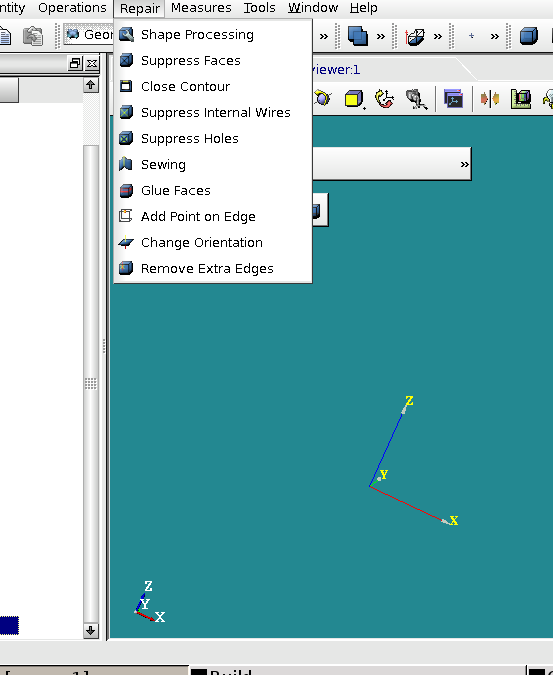 ntity Operations Repair Measures Tools Window Help
Geor
Shape Processing
Suppress Faces
Close Contour
Suppress Internal Wires
Suppress Holes
Sewing
Glue Faces
Add Point on Edge
Change Orientation
Remove Extra Edges
viewer:1
Z
Y
X
Z
Y
X
Build